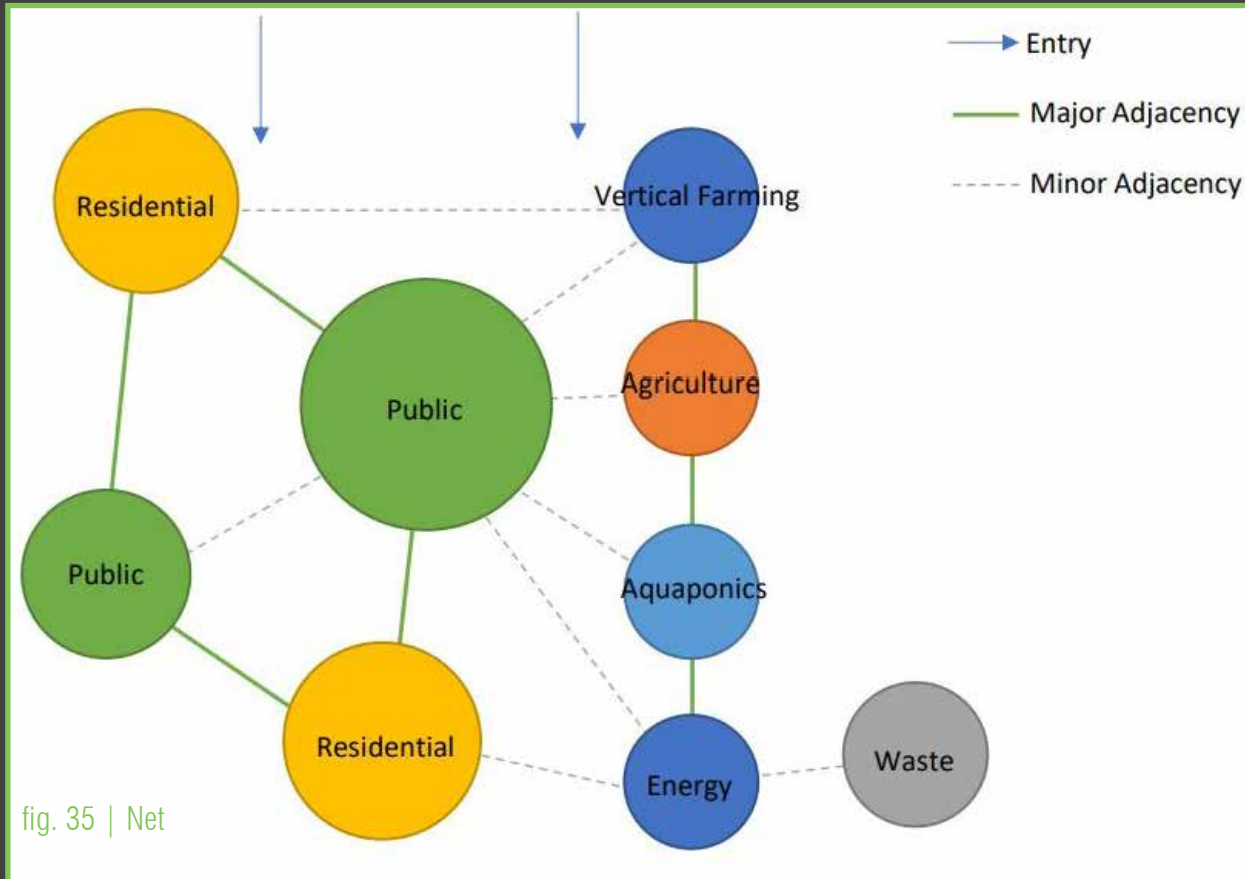 Entry
Major Adjacency
Minor Adjacency
Residential
Vertical Farming
Agriculture
Public
Public
Aquaponics
Residential
Energy
Waste
fig. 35 | Net